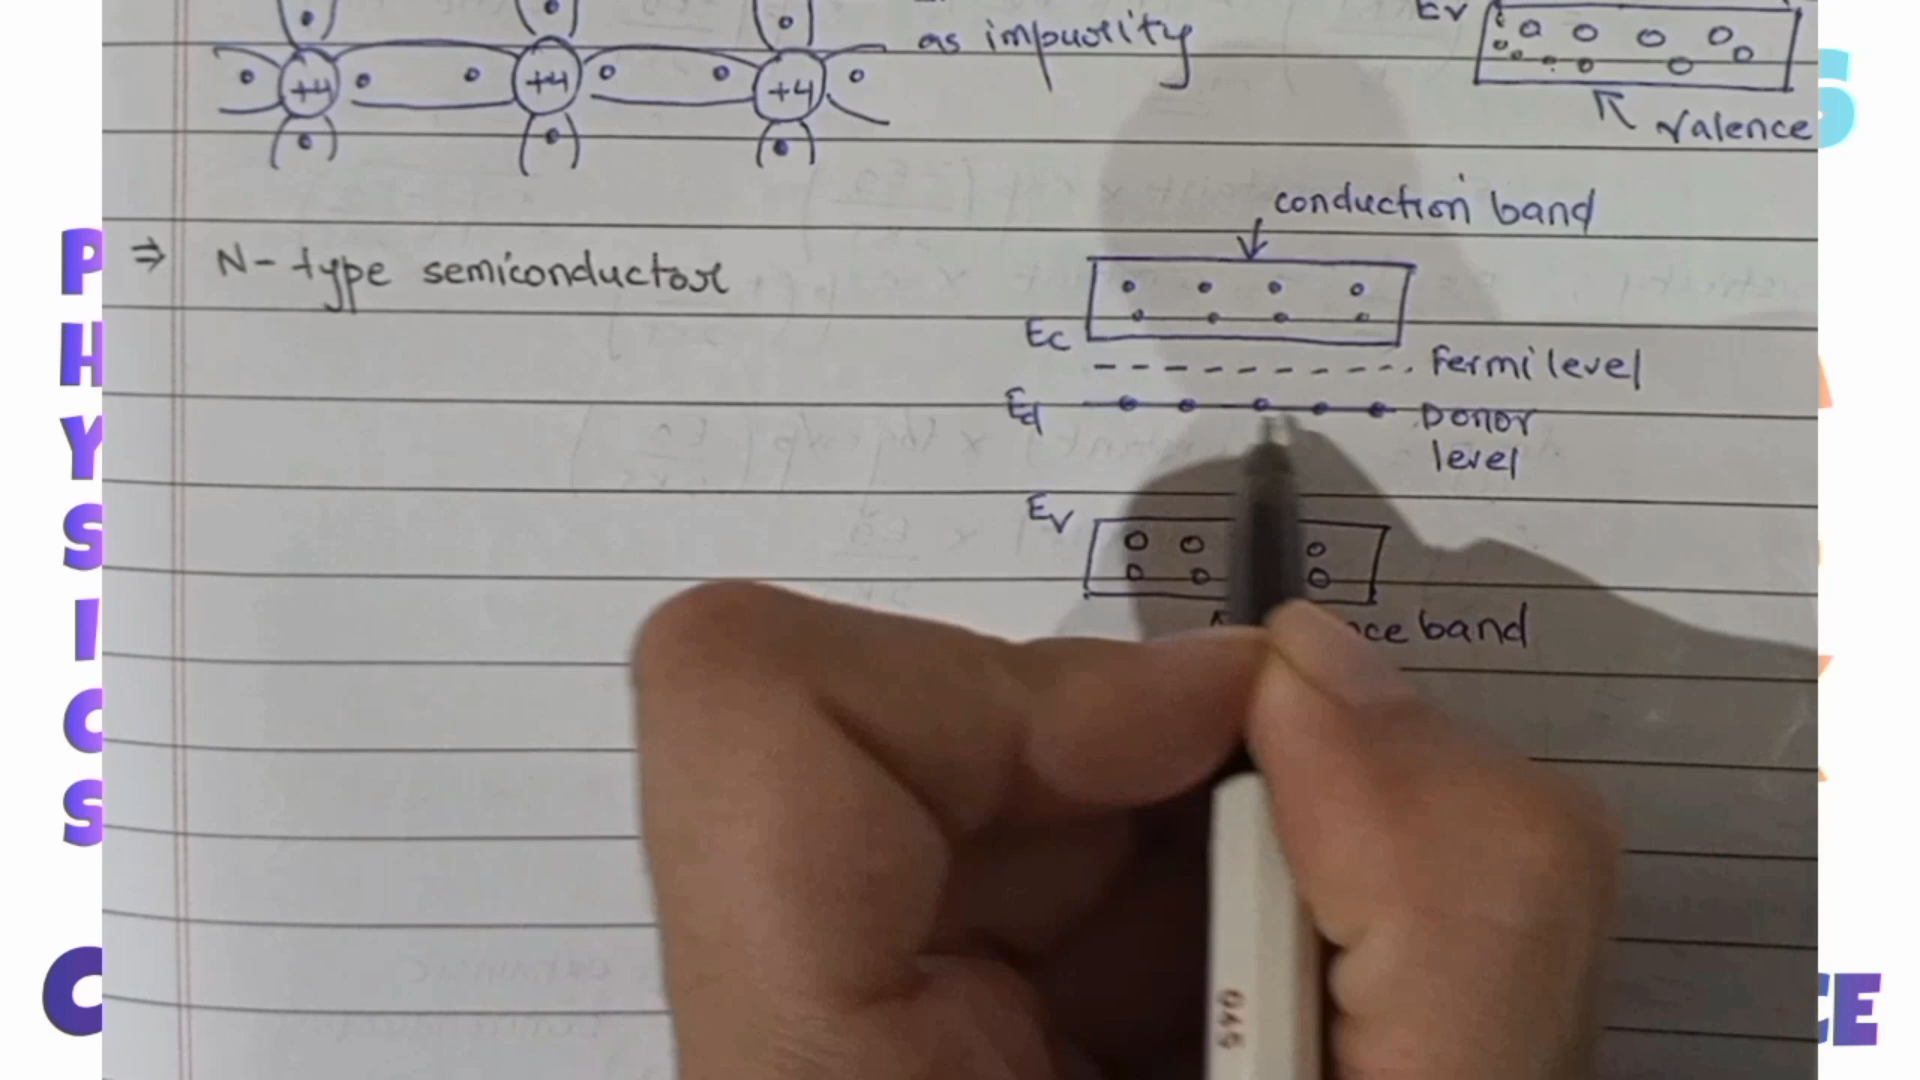 as impurity
Ev
+4 +4 +4
Valence
conduction band
⇒ N-type semiconductor
Ec
Fermi level
Ed
Donor
level
Ev
band
045
PHYSICS